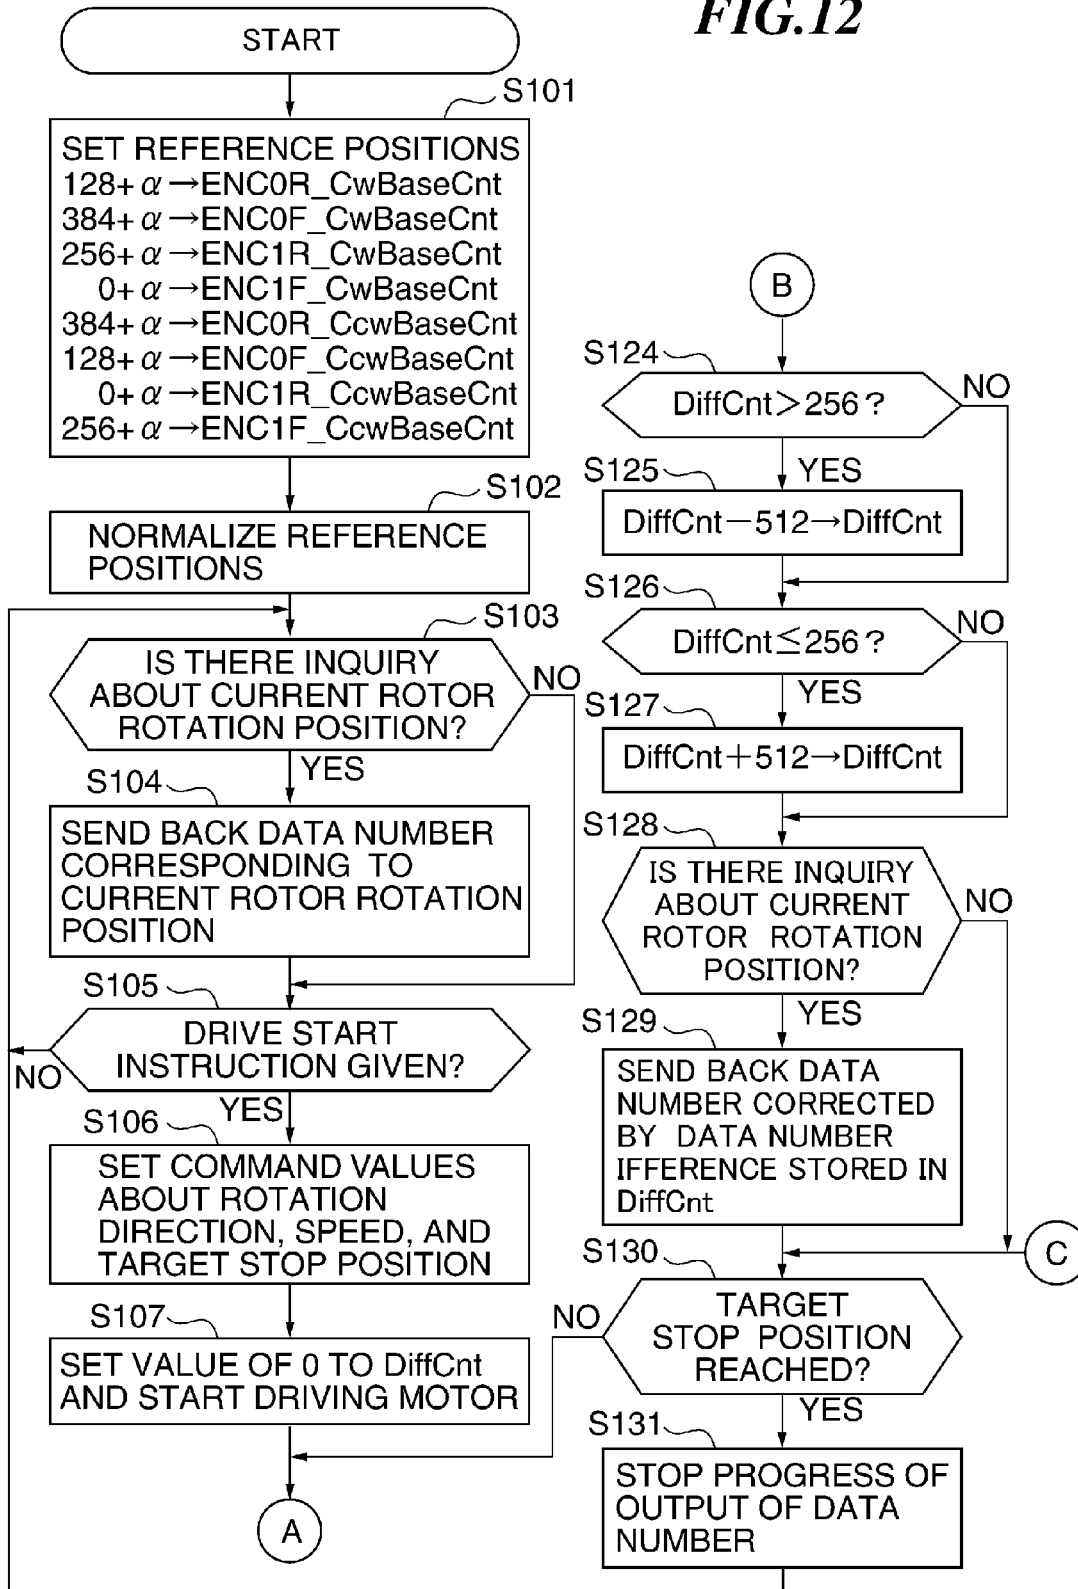 FIG.12
START
S101
SET REFERENCE POSITIONS
128+α→ENC0R_CwBaseCnt
384+α→ENC0F_CwBaseCnt
256+α→ENC1R_CwBaseCnt
0+α→ENC1F_CwBaseCnt
384+α→ENC0R_CcwBaseCnt
128+α→ENC0F_CcwBaseCnt
0+α→ENC1R_CcwBaseCnt
256+α→ENC1F_CcwBaseCnt
S102
NORMALIZE REFERENCE
POSITIONS
S103
IS THERE INQUIRY
ABOUT CURRENT ROTOR
ROTATION POSITION?
NO
YES
S104
SEND BACK DATA NUMBER
CORRESPONDING TO
CURRENT ROTOR ROTATION
POSITION
S105
DRIVE START
INSTRUCTION GIVEN?
NO
YES
S106
SET COMMAND VALUES
ABOUT ROTATION
DIRECTION, SPEED, AND
TARGET STOP POSITION
S107
SET VALUE OF 0 TO DiffCnt
AND START DRIVING MOTOR
A
B
S124
DiffCnt>256?
NO
YES
S125
DiffCnt−512→DiffCnt
S126
DiffCnt≦256?
NO
YES
S127
DiffCnt+512→DiffCnt
S128
IS THERE INQUIRY
ABOUT CURRENT
ROTOR ROTATION
POSITION?
NO
YES
S129
SEND BACK DATA
NUMBER CORRECTED
BY DATA NUMBER
IFFERENCE STORED IN
DiffCnt
C
S130
TARGET
STOP POSITION
REACHED?
NO
YES
S131
STOP PROGRESS OF
OUTPUT OF DATA
NUMBER